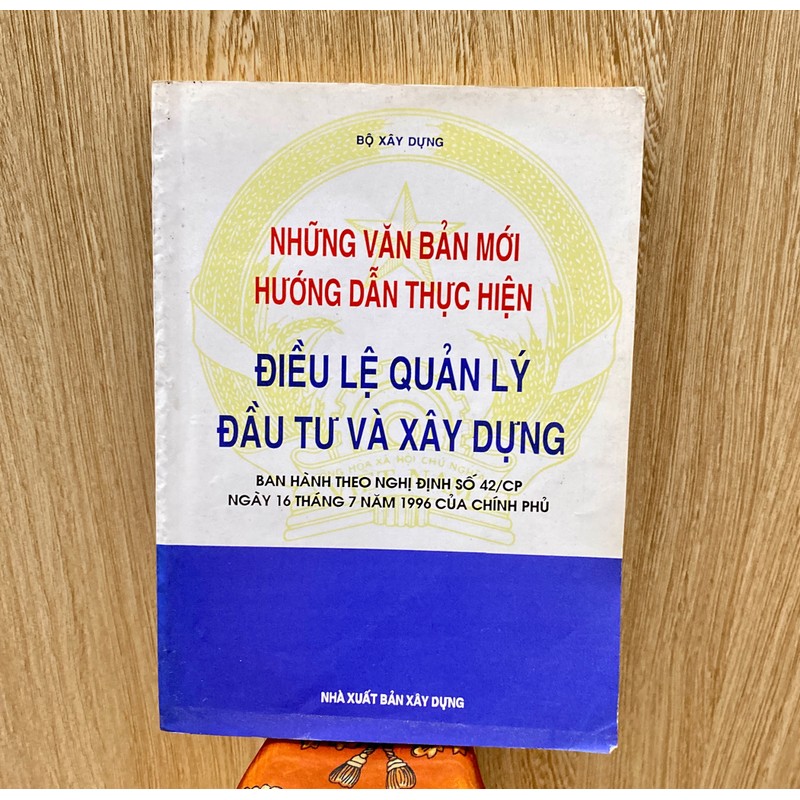 BỘ XÂY DỰNG
NHỮNG VĂN BẢN MỚI
HƯỚNG DẪN THỰC HIỆN
ĐIỀU LỆ QUẢN LÝ
ĐẦU TƯ VÀ XÂY DỰNG
BAN HÀNH THEO NGHỊ ĐỊNH SỐ 42/CP
NGÀY 16 THÁNG 7 NĂM 1996 CỦA CHÍNH PHỦ
NHÀ XUẤT BẢN XÂY DỰNG